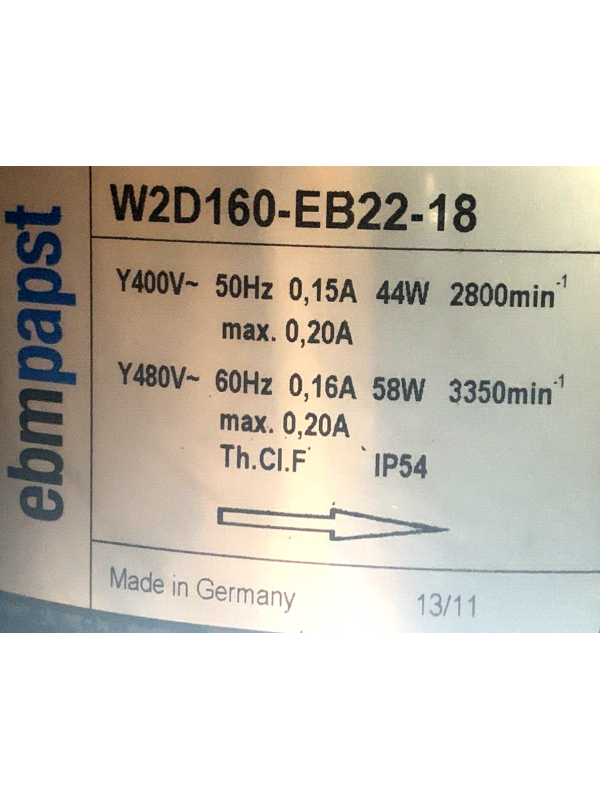 ebmpapst
W2D160-EB22-18
Y400V~ 50Hz 0,15A 44W 2800min-1
max. 0,20A
Y480V~ 60Hz 0,16A 58W 3350min-1
max. 0,20A
Th.Cl.F IP54
Made in Germany 13/11